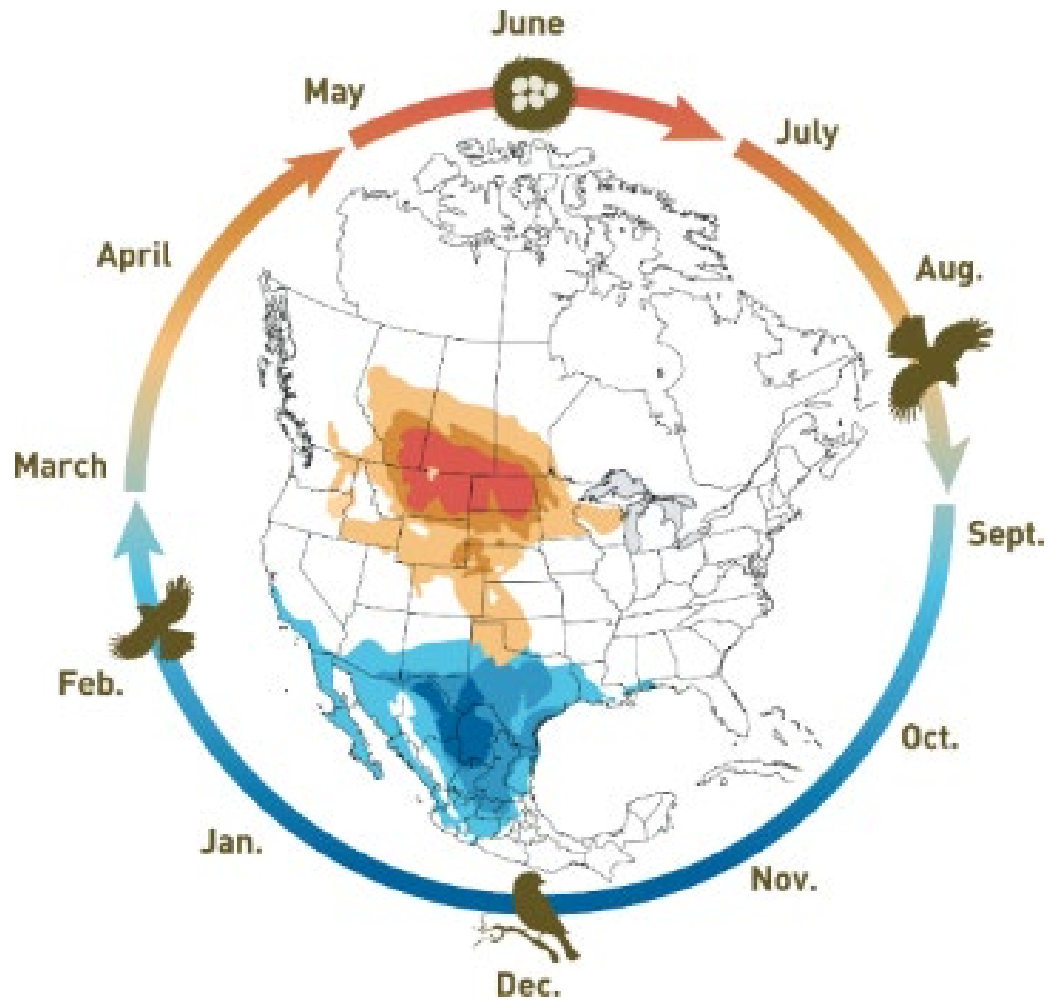 June
May
July
April
Aug.
March
Sept.
Feb.
Oct.
Jan.
Nov.
Dec.